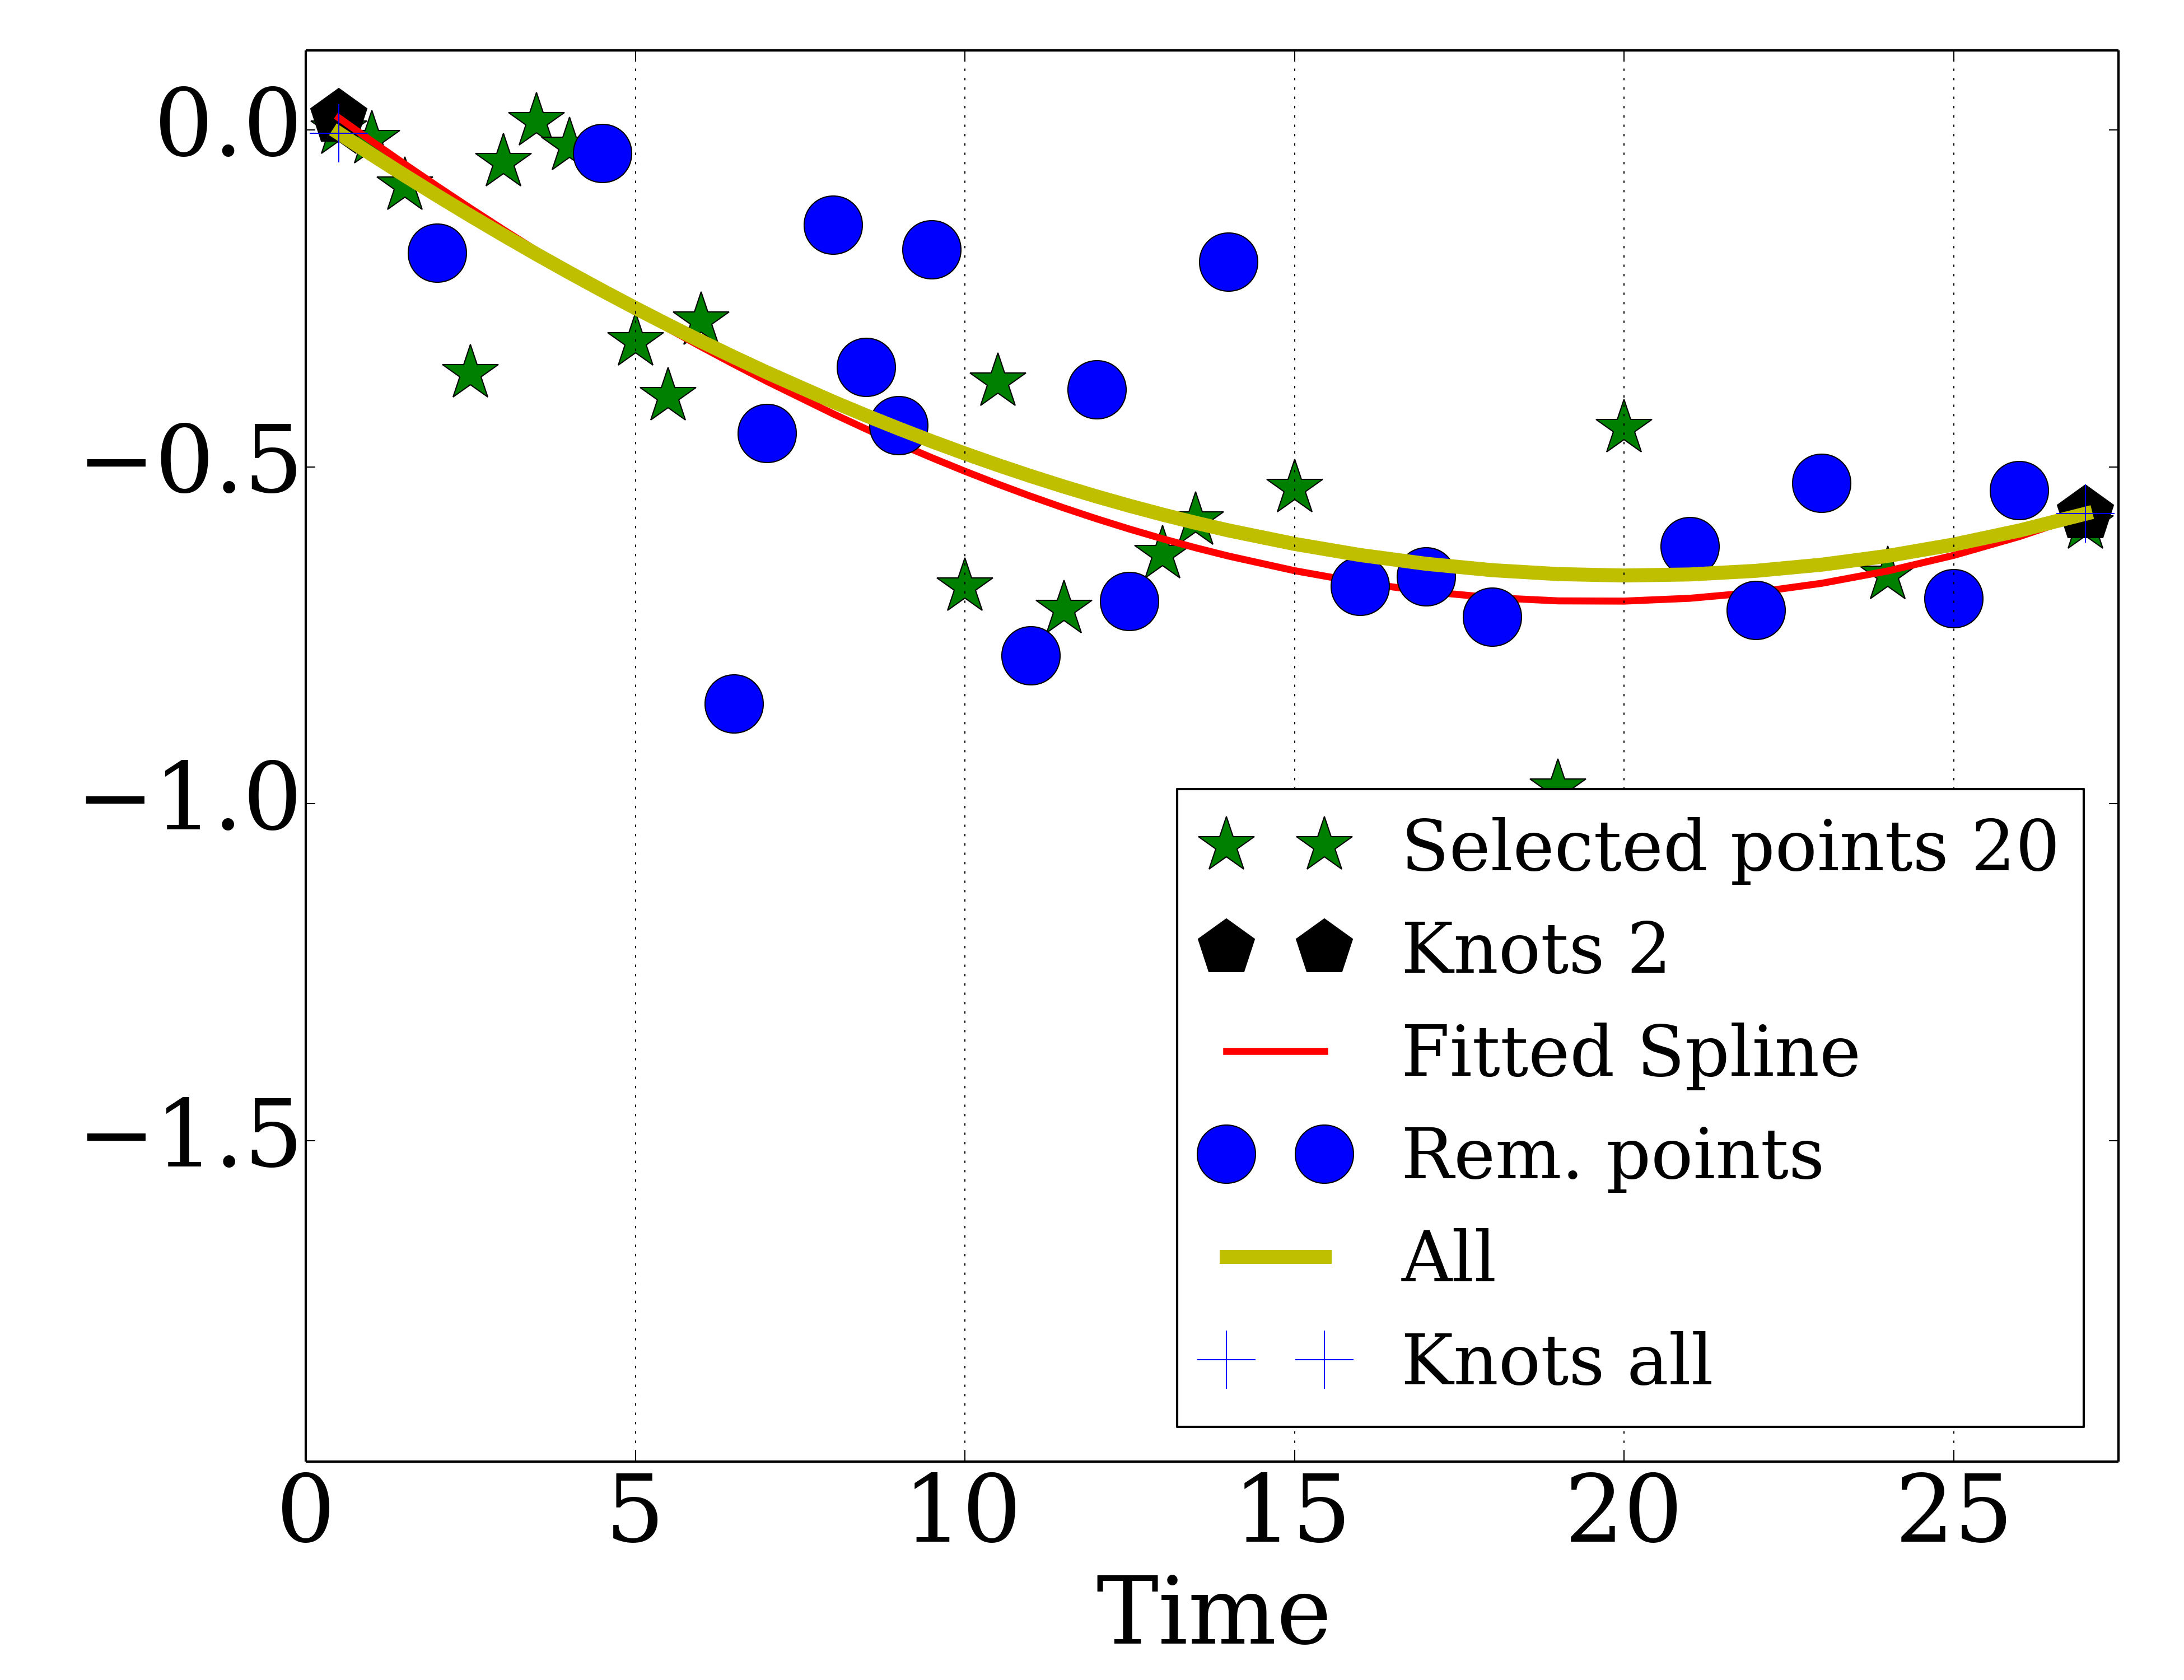 0.0
−0.5
−1.0
−1.5
Selected points 20
Knots 2
Fitted Spline
Rem. points
All
Knots all
0 5 10 15 20 25
Time